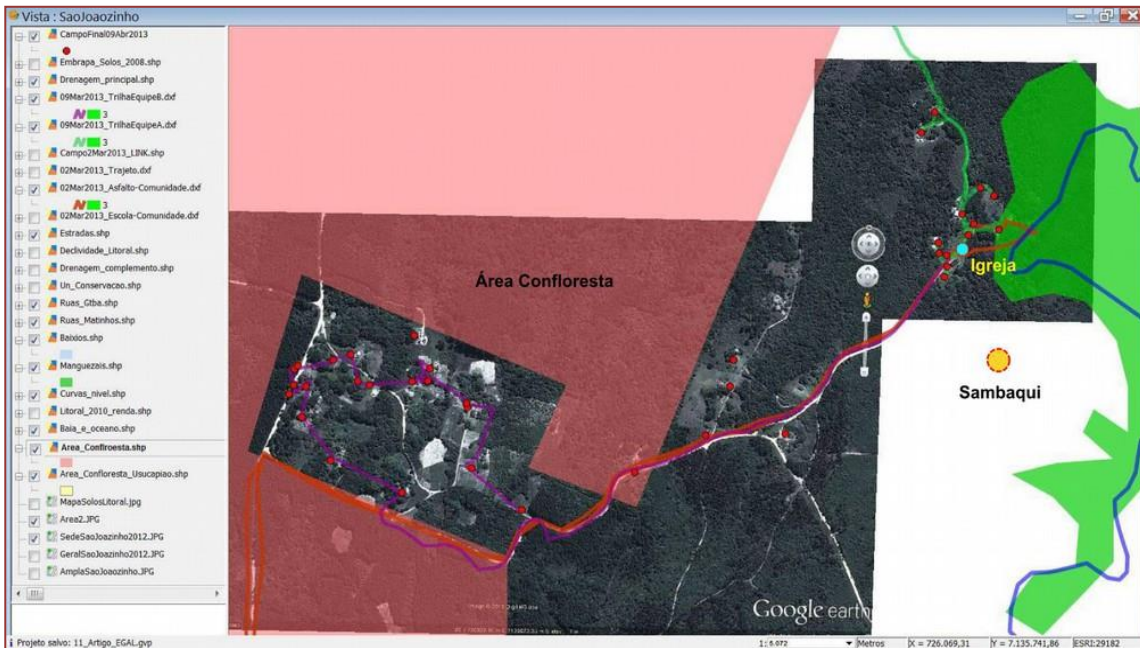 Vista : SaoJoaozinho
CampoFinal09Abr2013
Embrapa_Solos_2008.shp
Drenagem_principal.shp
09Mar2013_TrilhaEquipeB.dxf
3
09Mar2013_TrilhaEquipeA.dxf
3
Campo2Mar2013_LINK.shp
02Mar2013_Trajeto.dxf
02Mar2013_Asfalto-Comunidade.dxf
3
02Mar2013_Escola-Comunidade.dxf
Estradas.shp
Declividade_Litoral.shp
Drenagem_complemento.shp
Un_Conservacao.shp
Ruas_Gtba.shp
Ruas_Matinhos.shp
Baixios.shp
Manguezais.shp
Curvas_nivel.shp
Litoral_2010_renda.shp
Baia_e_oceano.shp
Area_Confloresta.shp
Area_Confloresta_Usucapiao.shp
MapaSolosLitoral.jpg
Area2.JPG
SedeSaoJoazinho2012.JPG
GeralSaoJoazinho2012.JPG
AmplaSaoJoaozinho.JPG
Área Confloresta
Igreja
Sambaqui
Google earth
Projeto salvo: 11_Artigo_EGAL.gvp
Metros
X = 726.069,31
Y = 7.135.741,86
ESRI:29182